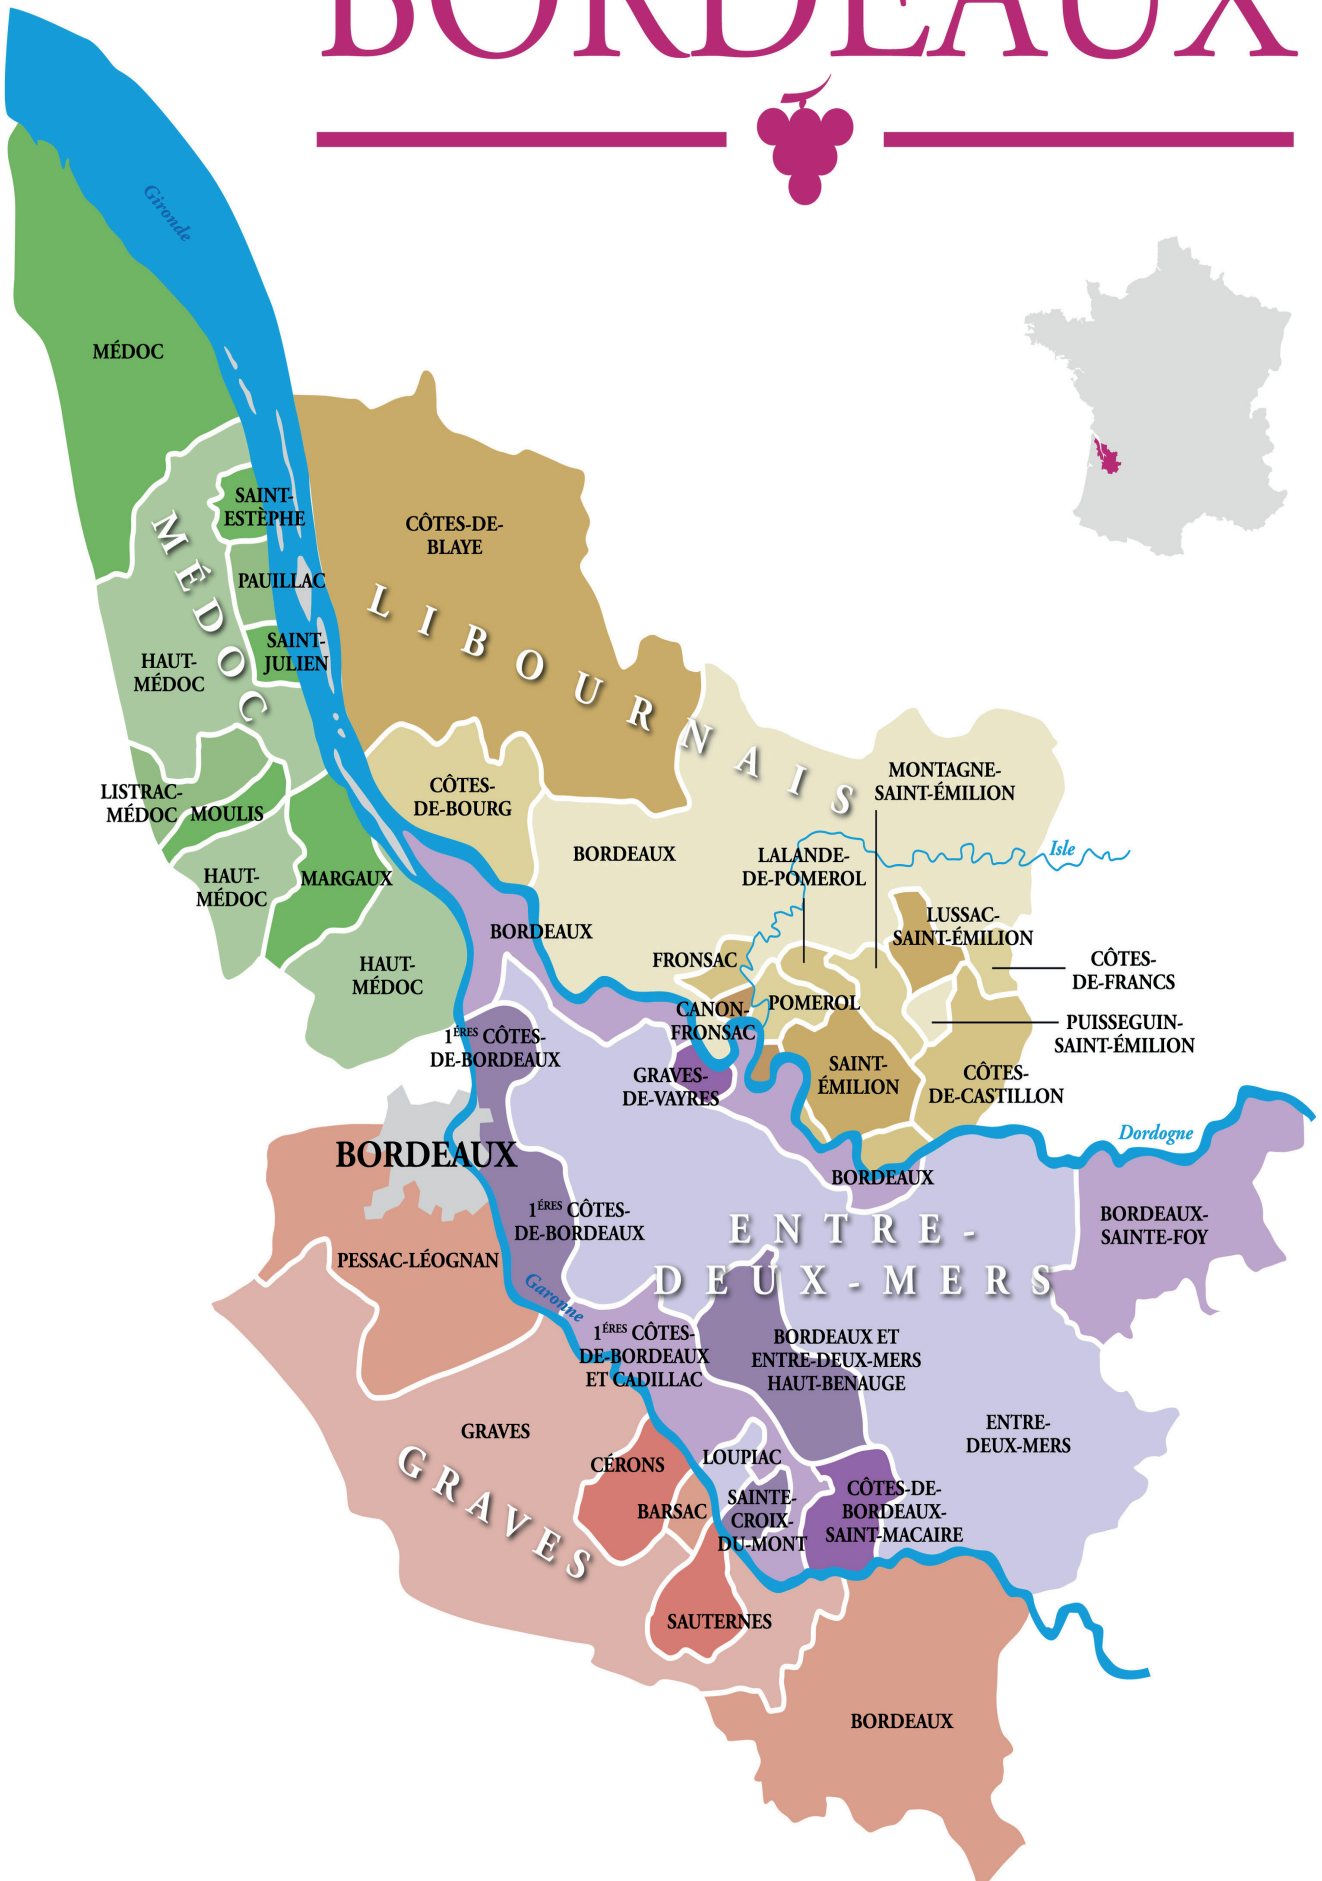 BORDEAUX
Gironde
MÉDOC
SAINT-
ESTÈPHE
CÔTES-DE-
BLAYE
MÉDOC
PAUILLAC
LIBOURNAIS
SAINT-
JULIEN
HAUT-
MÉDOC
MONTAGNE-
SAINT-ÉMILION
LISTRAC-
MÉDOC
MOULIS
CÔTES-
DE-BOURG
BORDEAUX
LALANDE-
DE-POMEROL
Isle
HAUT-
MÉDOC
MARGAUX
LUSSAC-
SAINT-ÉMILION
BORDEAUX
FRONSAC
CÔTES-
DE-FRANCS
HAUT-
MÉDOC
CANON-
FRONSAC
POMEROL
PUISSEGUIN-
SAINT-ÉMILION
1ÉRES CÔTES-
DE-BORDEAUX
GRAVES-
DE-VAYRES
SAINT-
ÉMILION
CÔTES-
DE-CASTILLON
Dordogne
BORDEAUX
BORDEAUX
1ÉRES CÔTES-
DE-BORDEAUX
ENTRE-
DEUX-MERS
BORDEAUX-
SAINTE-FOY
PESSAC-LÉOGNAN
Garonne
1ÉRES CÔTES-
DE-BORDEAUX
ET CADILLAC
BORDEAUX ET
ENTRE-DEUX-MERS
HAUT-BENAUGE
GRAVES
ENTRE-
DEUX-MERS
GRAVES
CÉRONS
LOUPIAC
BARSAC
SAINTE-
CROIX-
DU-MONT
CÔTES-DE-
BORDEAUX-
SAINT-MACAIRE
SAUTERNES
BORDEAUX